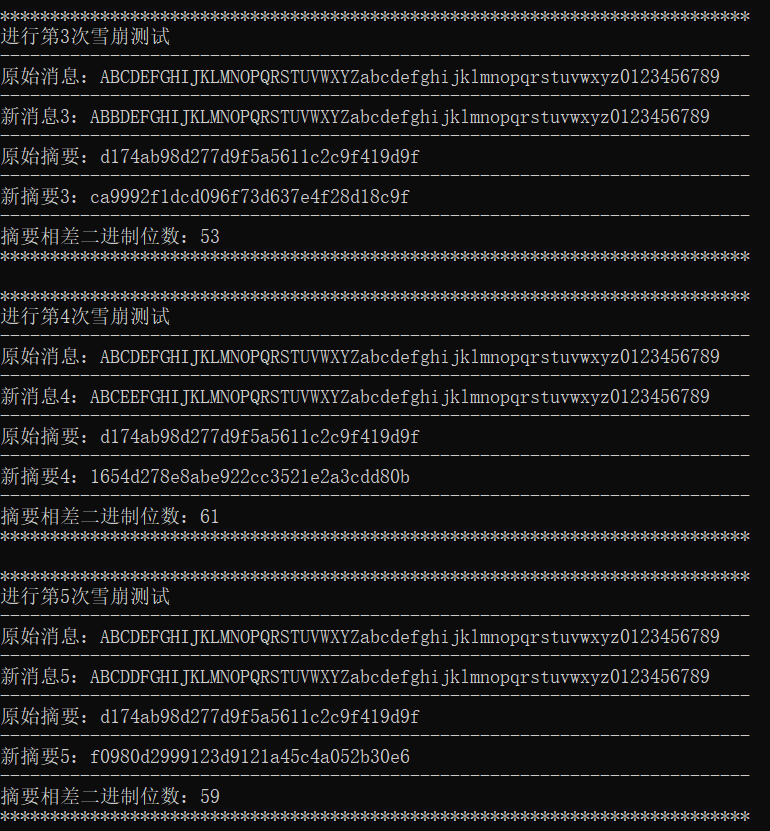 ***************************************************************************
进行第3次雪崩测试
---------------------------------------------------------------------------
原始消息：ABCDEFGHIJKLMNOPQRSTUVWXYZabcdefghijklmnopqrstuvwxyz0123456789
---------------------------------------------------------------------------
新消息3：ABBDEFGHIJKLMNOPQRSTUVWXYZabcdefghijklmnopqrstuvwxyz0123456789
---------------------------------------------------------------------------
原始摘要：d174ab98d277d9f5a5611c2c9f419d9f
---------------------------------------------------------------------------
新摘要3：ca9992f1dcd096f73d637e4f28d18c9f
---------------------------------------------------------------------------
摘要相差二进制位数：53
***************************************************************************
***************************************************************************
进行第4次雪崩测试
---------------------------------------------------------------------------
原始消息：ABCDEFGHIJKLMNOPQRSTUVWXYZabcdefghijklmnopqrstuvwxyz0123456789
---------------------------------------------------------------------------
新消息4：ABCEEFGHIJKLMNOPQRSTUVWXYZabcdefghijklmnopqrstuvwxyz0123456789
---------------------------------------------------------------------------
原始摘要：d174ab98d277d9f5a5611c2c9f419d9f
---------------------------------------------------------------------------
新摘要4：1654d278e8abe922cc3521e2a3cdd80b
---------------------------------------------------------------------------
摘要相差二进制位数：61
***************************************************************************
***************************************************************************
进行第5次雪崩测试
---------------------------------------------------------------------------
原始消息：ABCDEFGHIJKLMNOPQRSTUVWXYZabcdefghijklmnopqrstuvwxyz0123456789
---------------------------------------------------------------------------
新消息5：ABCDDFGHIJKLMNOPQRSTUVWXYZabcdefghijklmnopqrstuvwxyz0123456789
---------------------------------------------------------------------------
原始摘要：d174ab98d277d9f5a5611c2c9f419d9f
---------------------------------------------------------------------------
新摘要5：f0980d2999123d9121a45c4a052b30e6
---------------------------------------------------------------------------
摘要相差二进制位数：59
***************************************************************************